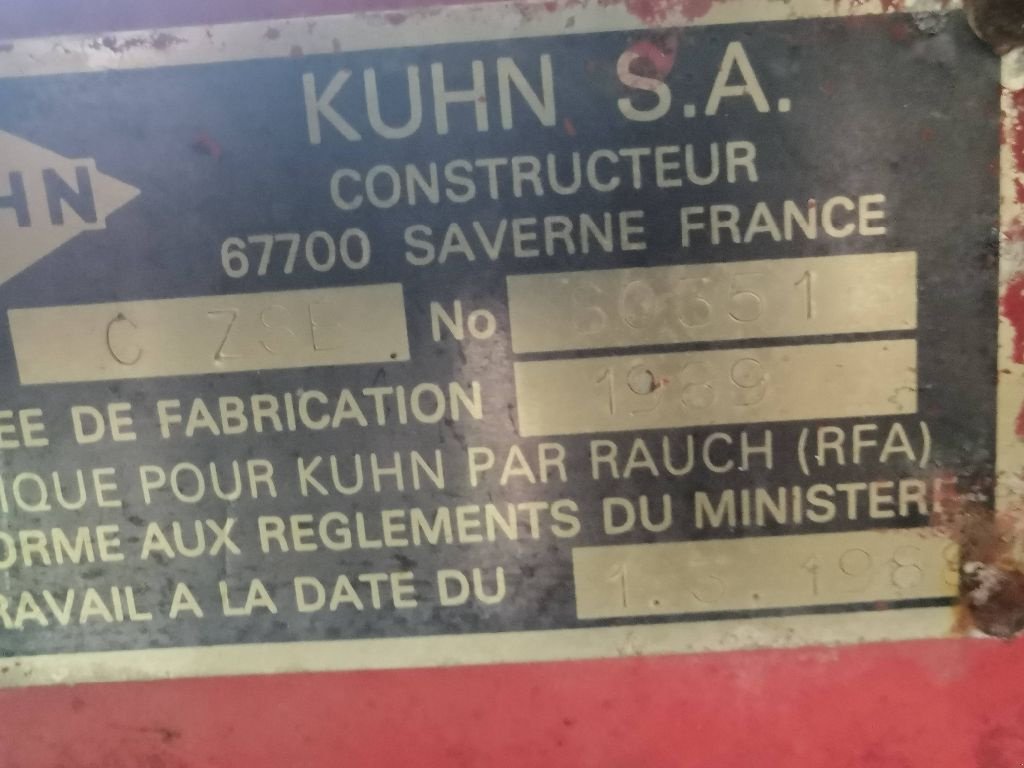 KUHN S.A.
CONSTRUCTEUR
HN
67700 SAVERNE FRANCE
No
1989
EE DE FABRICATION
IQUE POUR KUHN PAR RAUCH (RFA)
ORME AUX REGLEMENTS DU MINISTERE
RAVAIL A LA DATE DU